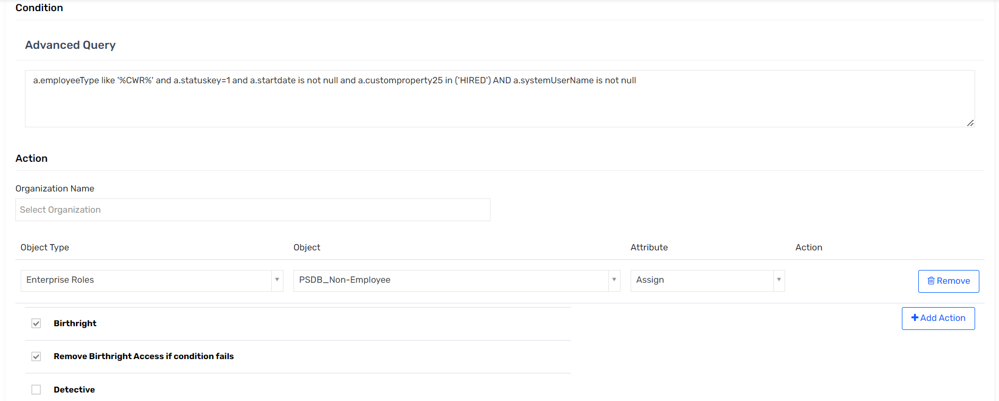 Condition
Advanced Query
a.employeeType like '%CWR%' and a.statuskey=1 and a.startdate is not null and a.customproperty25 in ('HIRED') AND a.systemUserName is not null
Action
Organization Name
Select Organization
Object Type Object Attribute Action
Enterprise Roles PSDB_Non-Employee Assign Remove
Birthright Add Action
Remove Birthright Access if condition fails
Detective